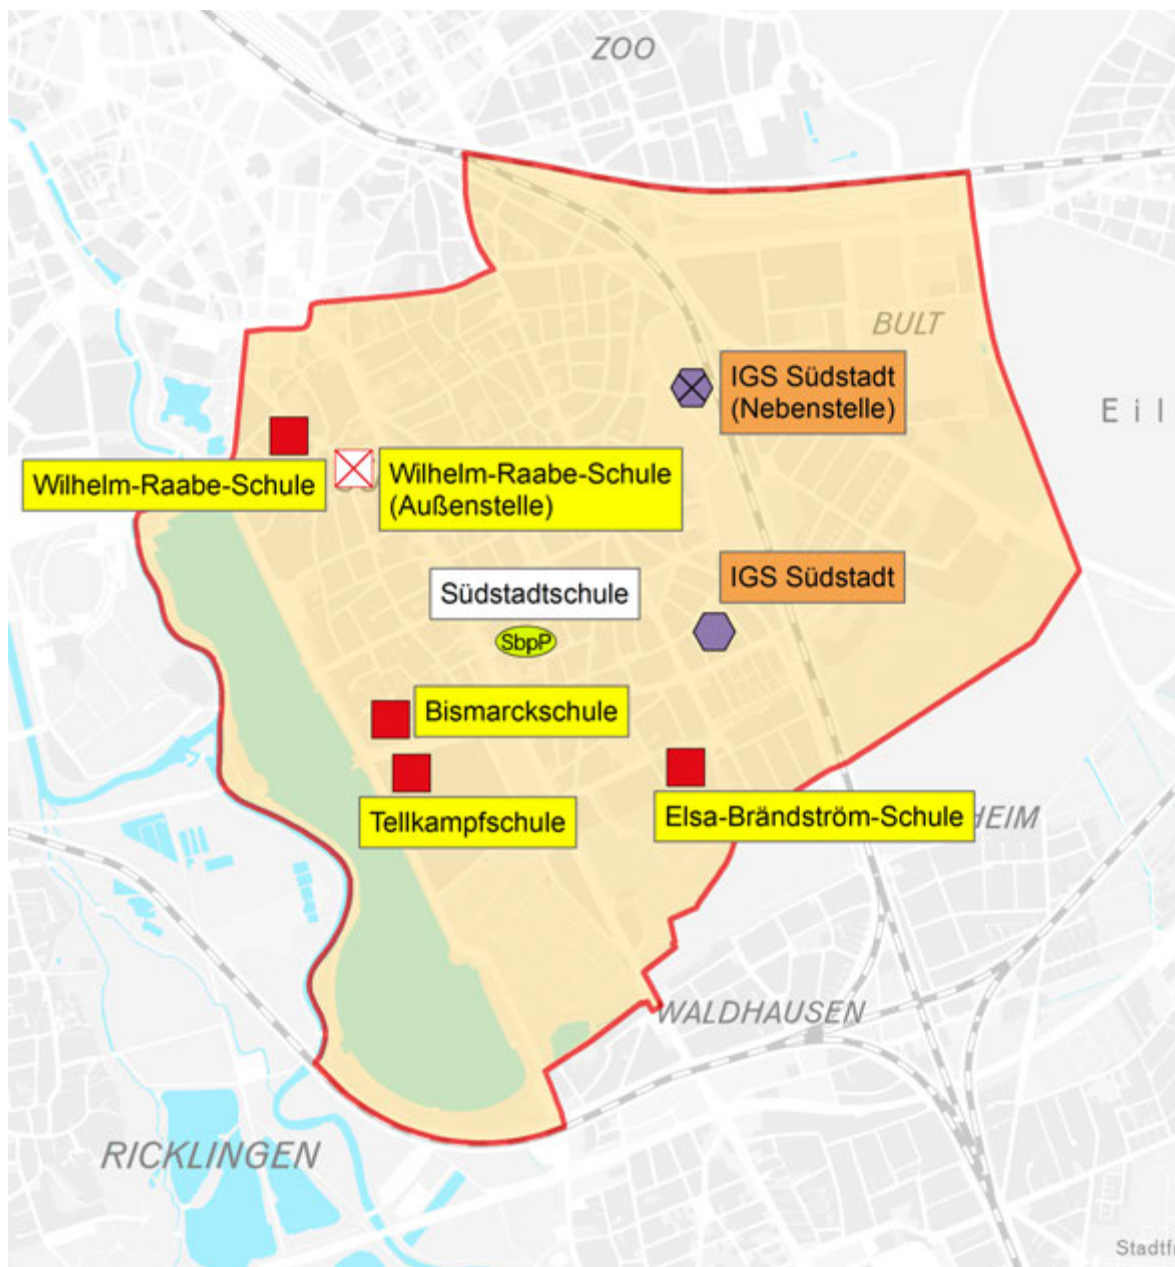 ZOO
BULT
IGS Südstadt
(Nebenstelle)
Wilhelm-Raabe-Schule
Wilhelm-Raabe-Schule
(Außenstelle)
IGS Südstadt
Südstadtschule
SbpP
Bismarckschule
Tellkampfschule
Elsa-Brändström-Schule
HEIM
WALDHAUSEN
RICKLINGEN
Eil